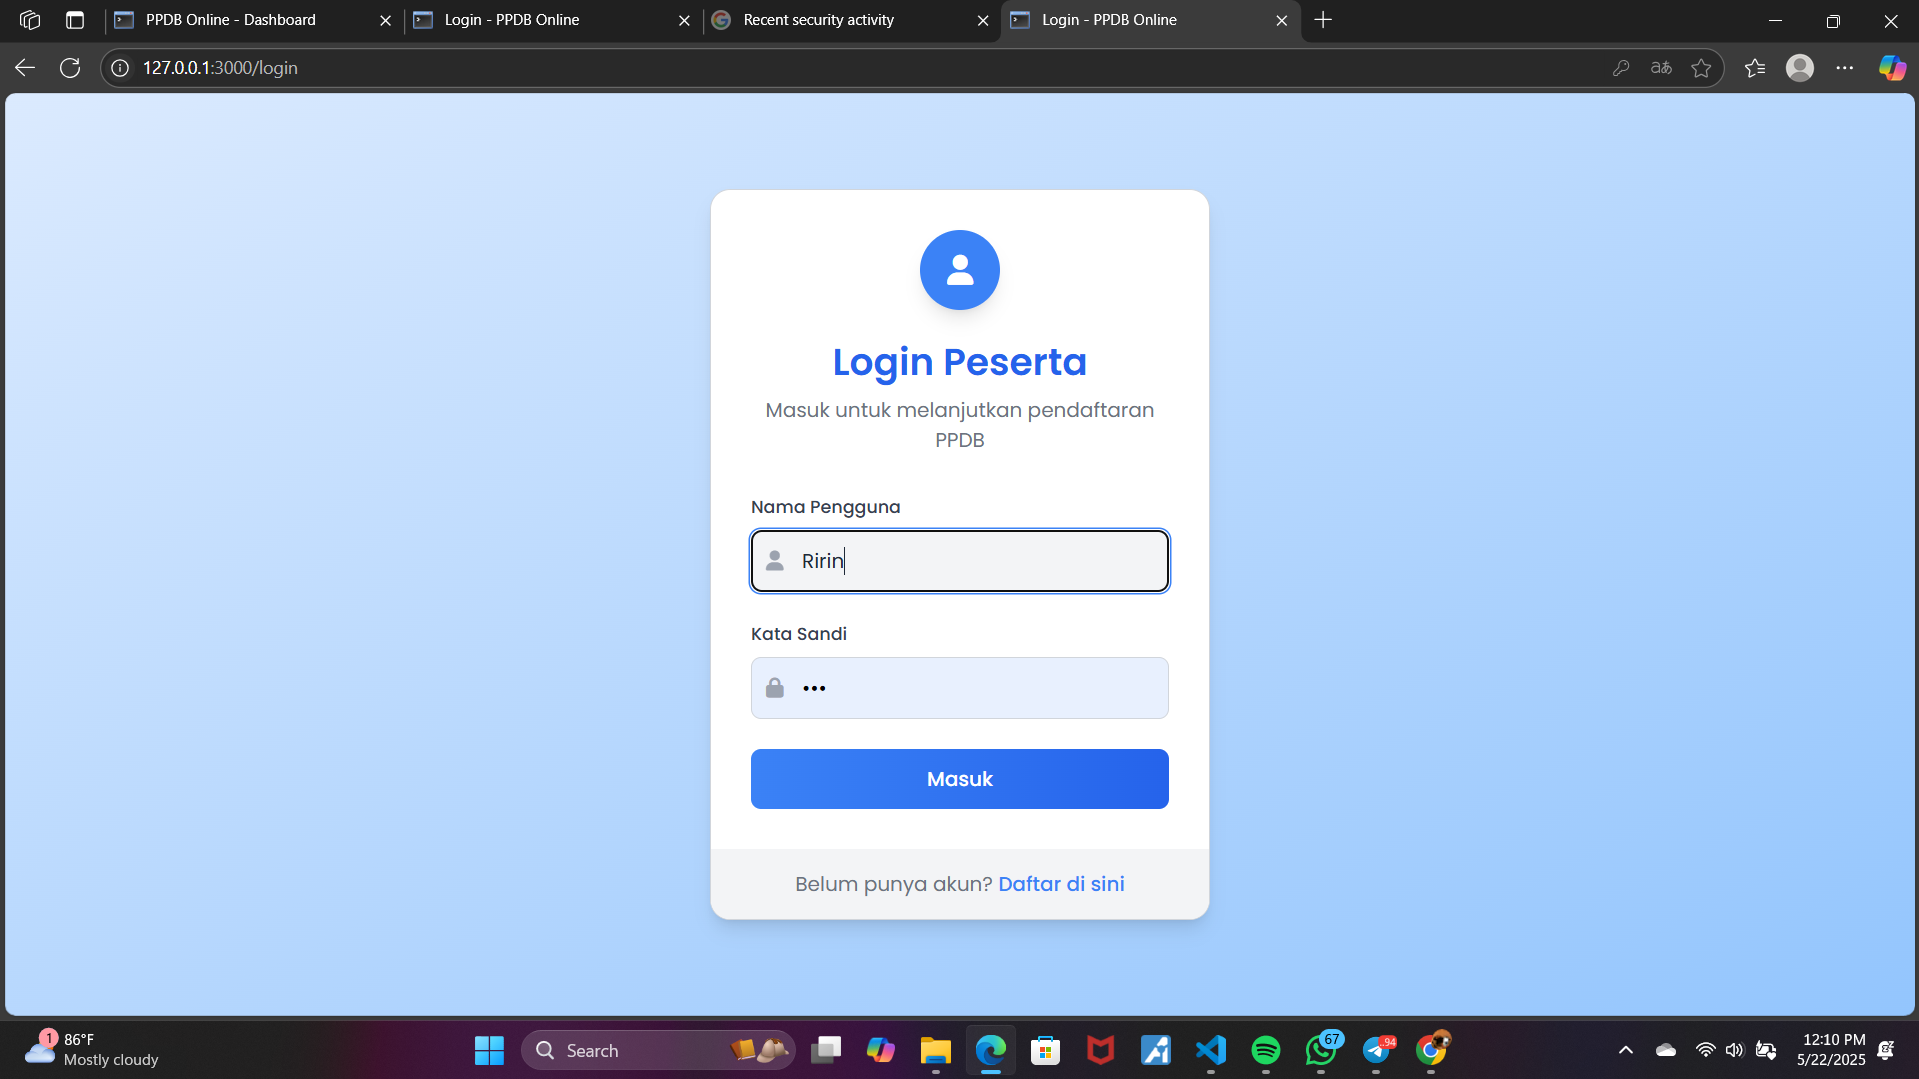 PPDB Online - Dashboard
Login - PPDB Online
Recent security activity
Login - PPDB Online
127.0.0.1:3000/login
aあ
Login Peserta
Masuk untuk melanjutkan pendaftaran
PPDB
Nama Pengguna
Ririn
Kata Sandi
•••
Masuk
Belum punya akun? Daftar di sini
1
86°F
Mostly cloudy
Search
67
94
12:10 PM
5/22/2025